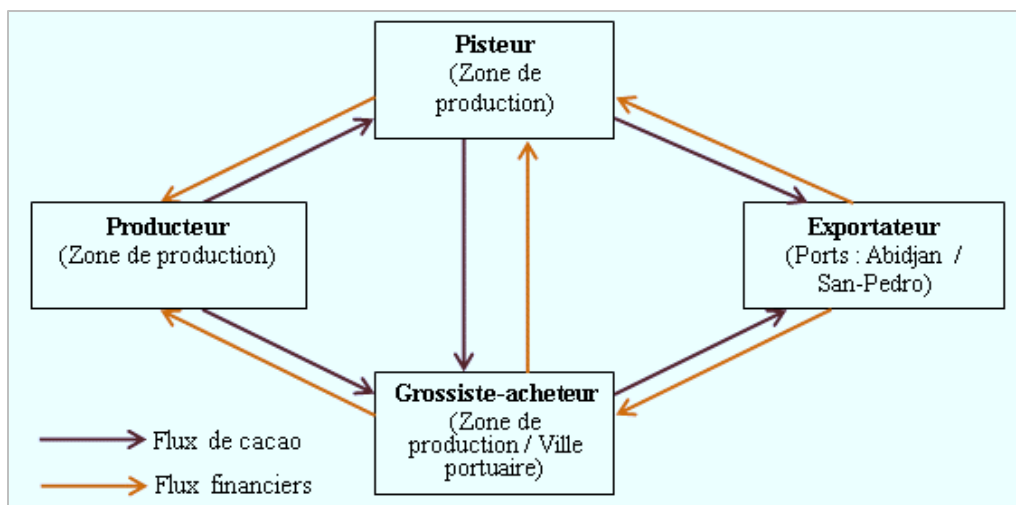 Pisteur
(Zone de
production)
Producteur
(Zone de production)
Exportateur
(Ports : Abidjan /
San-Pedro)
Grossiste-acheteur
(Zone de
production / Ville
portuaire)
Flux de cacao
Flux financiers